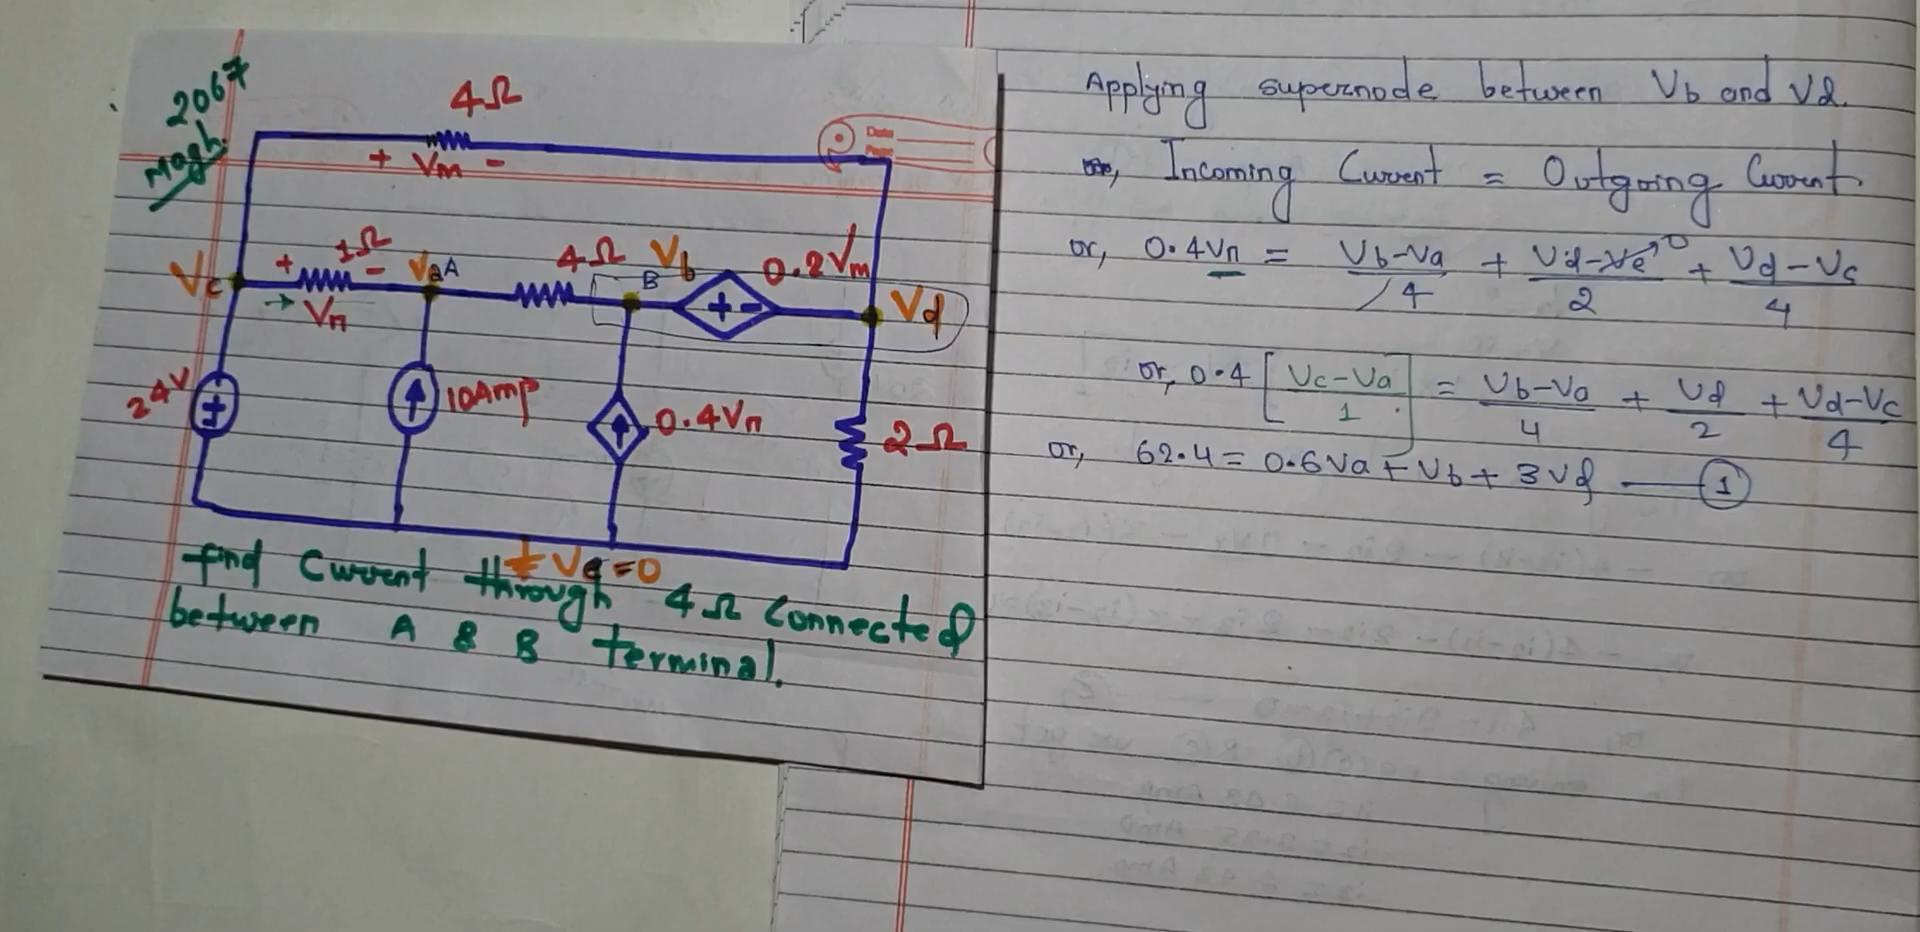 2067
Magh.
4Ω
Date
Page
+ Vm -
Vc
+ 1Ω -
Vn
Va A
4Ω
Vb
B
0.2Vm
+ -
Vd
24V
±
10Amp
0.4Vn
2Ω
Ve=0
find Current through 4Ω Connected
between A & B terminal.
Applying supernode between Vb and Vd.
Incoming Current = Outgoing Current.
or, 0.4Vn = Vb-Va/4 + Vd-Ve→0/2 + Vd-Vc/4
or, 0.4[Vc-Va/1] = Vb-Va/4 + Vd/2 + Vd-Vc/4
or, 62.4 = 0.6Va + Vb + 3Vd — ①